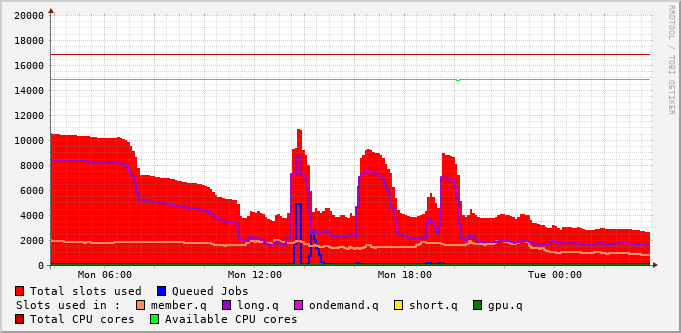 20000
18000
16000
14000
12000
10000
8000
6000
4000
2000
0
Mon 06:00 Mon 12:00 Mon 18:00 Tue 00:00
RRDTOOL / TOBI OETIKER
Total slots used Queued Jobs
Slots used in : member.q long.q ondemand.q short.q gpu.q
Total CPU cores Available CPU cores